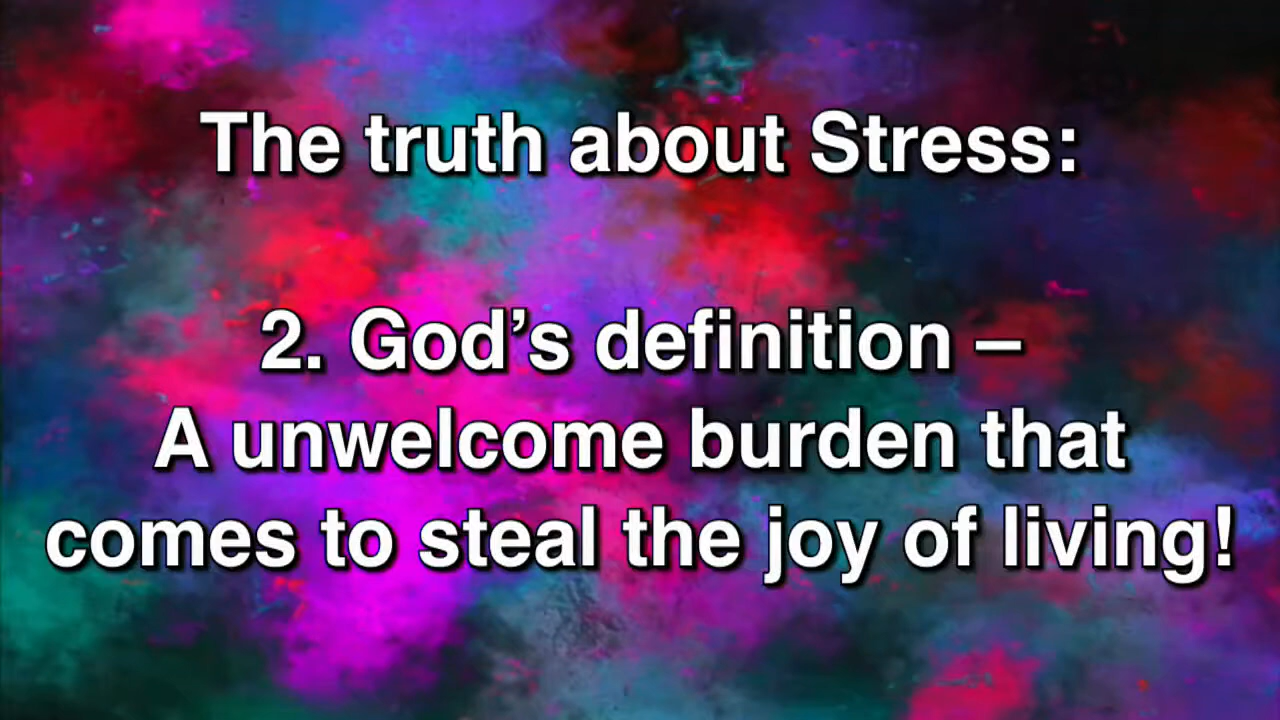 The truth about Stress:
2. God’s definition –
A unwelcome burden that
comes to steal the joy of living!